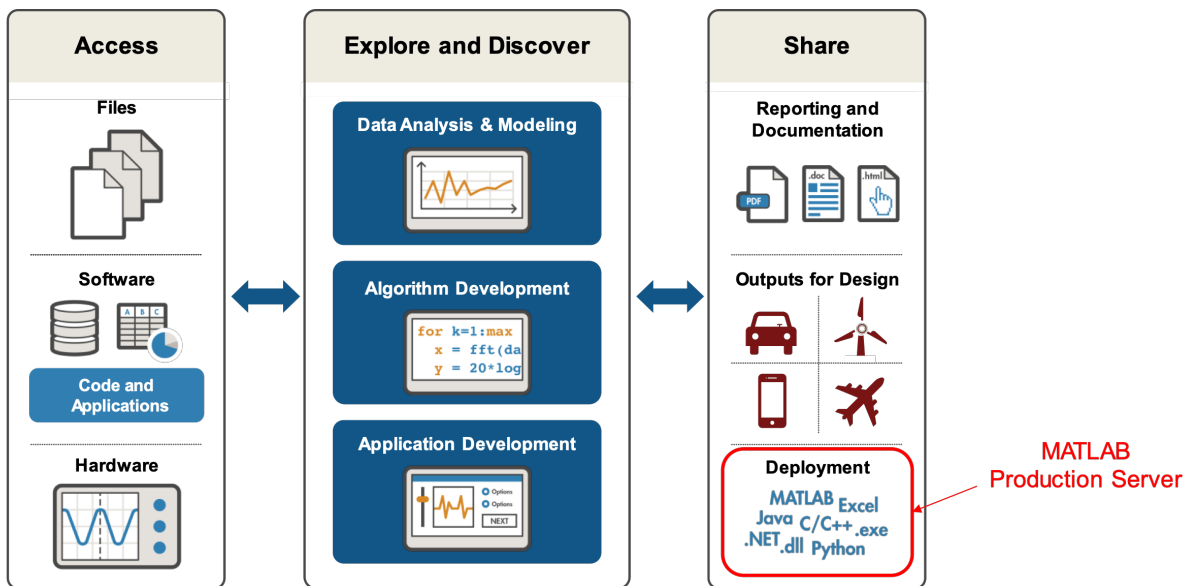 Access
Files
Software
A B C
Code and
Applications
Hardware
Explore and Discover
Data Analysis & Modeling
Algorithm Development
for k=1:max
x = fft(da
y = 20*log
Application Development
Options
Options
NEXT
Share
Reporting and
Documentation
PDF
.doc
.html
Outputs for Design
Deployment
MATLAB Excel
Java C/C++ .exe
.NET .dll Python
MATLAB
Production Server